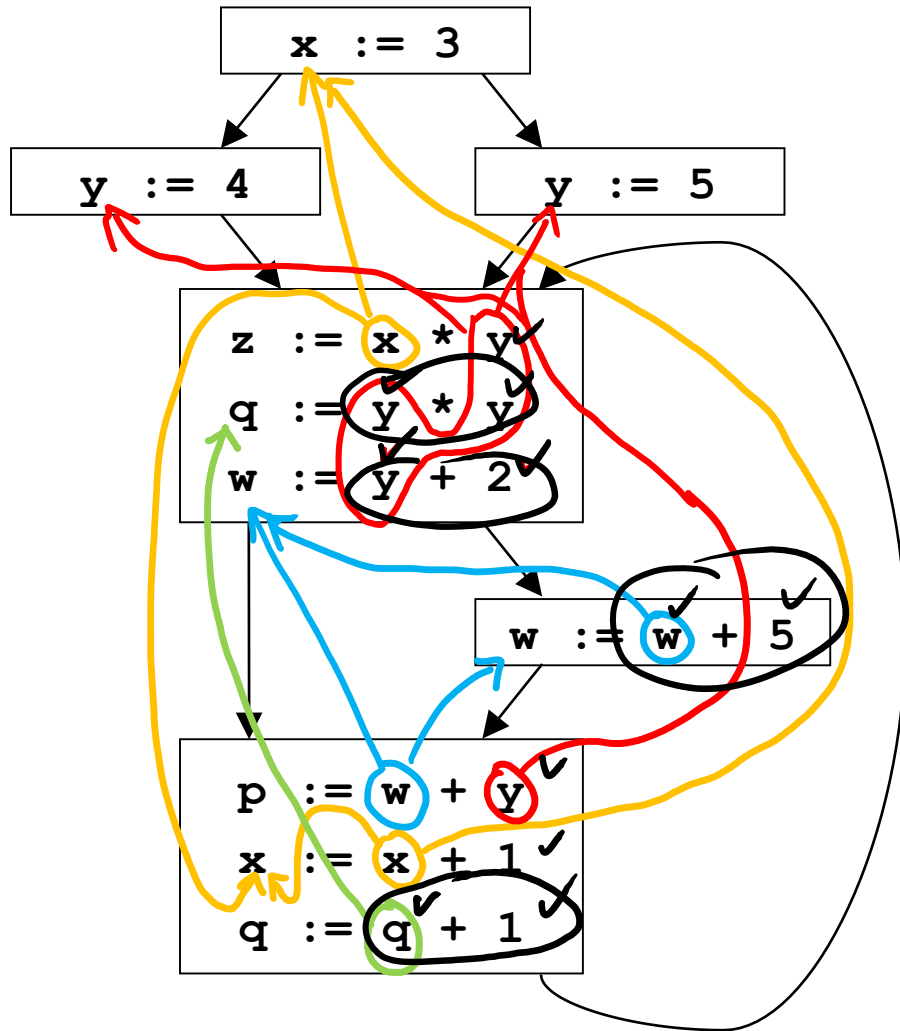 x := 3
y := 4
y := 5
z := x * y
q := y * y
w := y + 2
w := w + 5
p := w + y
x := x + 1
q := q + 1